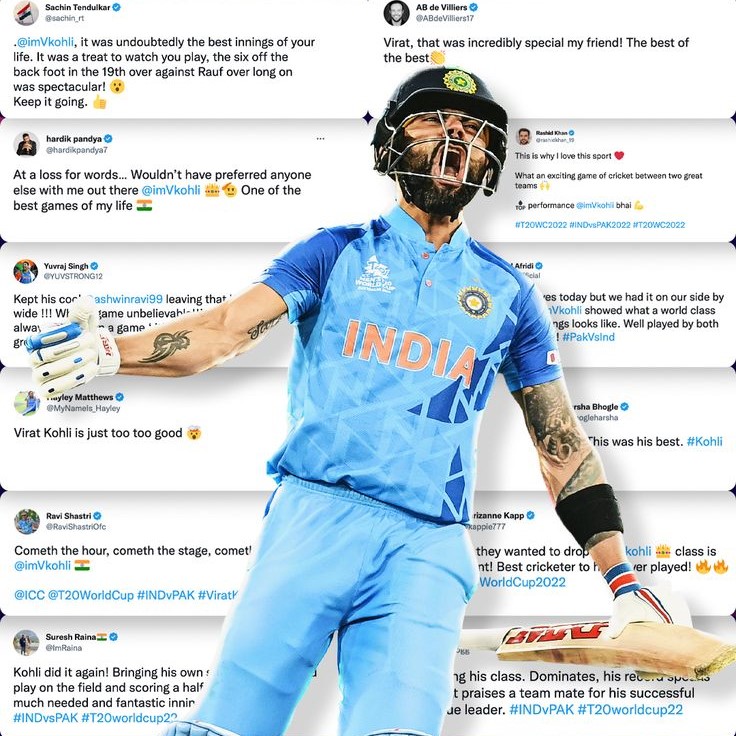 Sachin Tendulkar
@sachin_rt
.@imVkohli, it was undoubtedly the best innings of your
life. It was a treat to watch you play, the six off the
back foot in the 19th over against Rauf over long on
was spectacular! 😮
Keep it going. 👍
AB de Villiers
@ABdeVilliers17
Virat, that was incredibly special my friend! The best of
the best👏
hardik pandya
@hardikpandya7
...
At a loss for words... Wouldn't have preferred anyone
else with me out there @imVkohli 👑🫡 One of the
best games of my life 🇮🇳
Rashid Khan
@rashidkhan_19
This is why I love this sport ❤️
What an exciting game of cricket between two great
teams 🙌
🔝 performance @imVkohli bhai 💪
#T20WC2022 #INDvsPAK2022 #T20WC2022
Yuvraj Singh
@YUVSTRONG12
Kept his @ashwinravi99 leaving that
wide !!! game unbelievable
a game
Afridi
today but we had it on our side by
showed what a world class
looks like. Well played by both
#PakVsInd
Hayley Matthews
@MyNameIs_Hayley
Virat Kohli is just too too good 🤯
Bhogle
This was his best. #Kohli
Ravi Shastri
@RaviShastriOfc
Cometh the hour, cometh the stage,
@imVkohli 🇮🇳
@ICC @T20WorldCup #INDvPAK
Kapp
they wanted to drop kohli 👑 class is
Best cricketer to played! 🔥🔥
WorldCup2022
Suresh Raina🇮🇳
@ImRaina
Kohli did it again! Bringing his own
play on the field and scoring a half
much needed and fantastic
#INDvsPAK #T20worldcup22
his class. Dominates, his record
praises a team mate for his successful
leader. #INDvPAK #T20worldcup22
INDIA